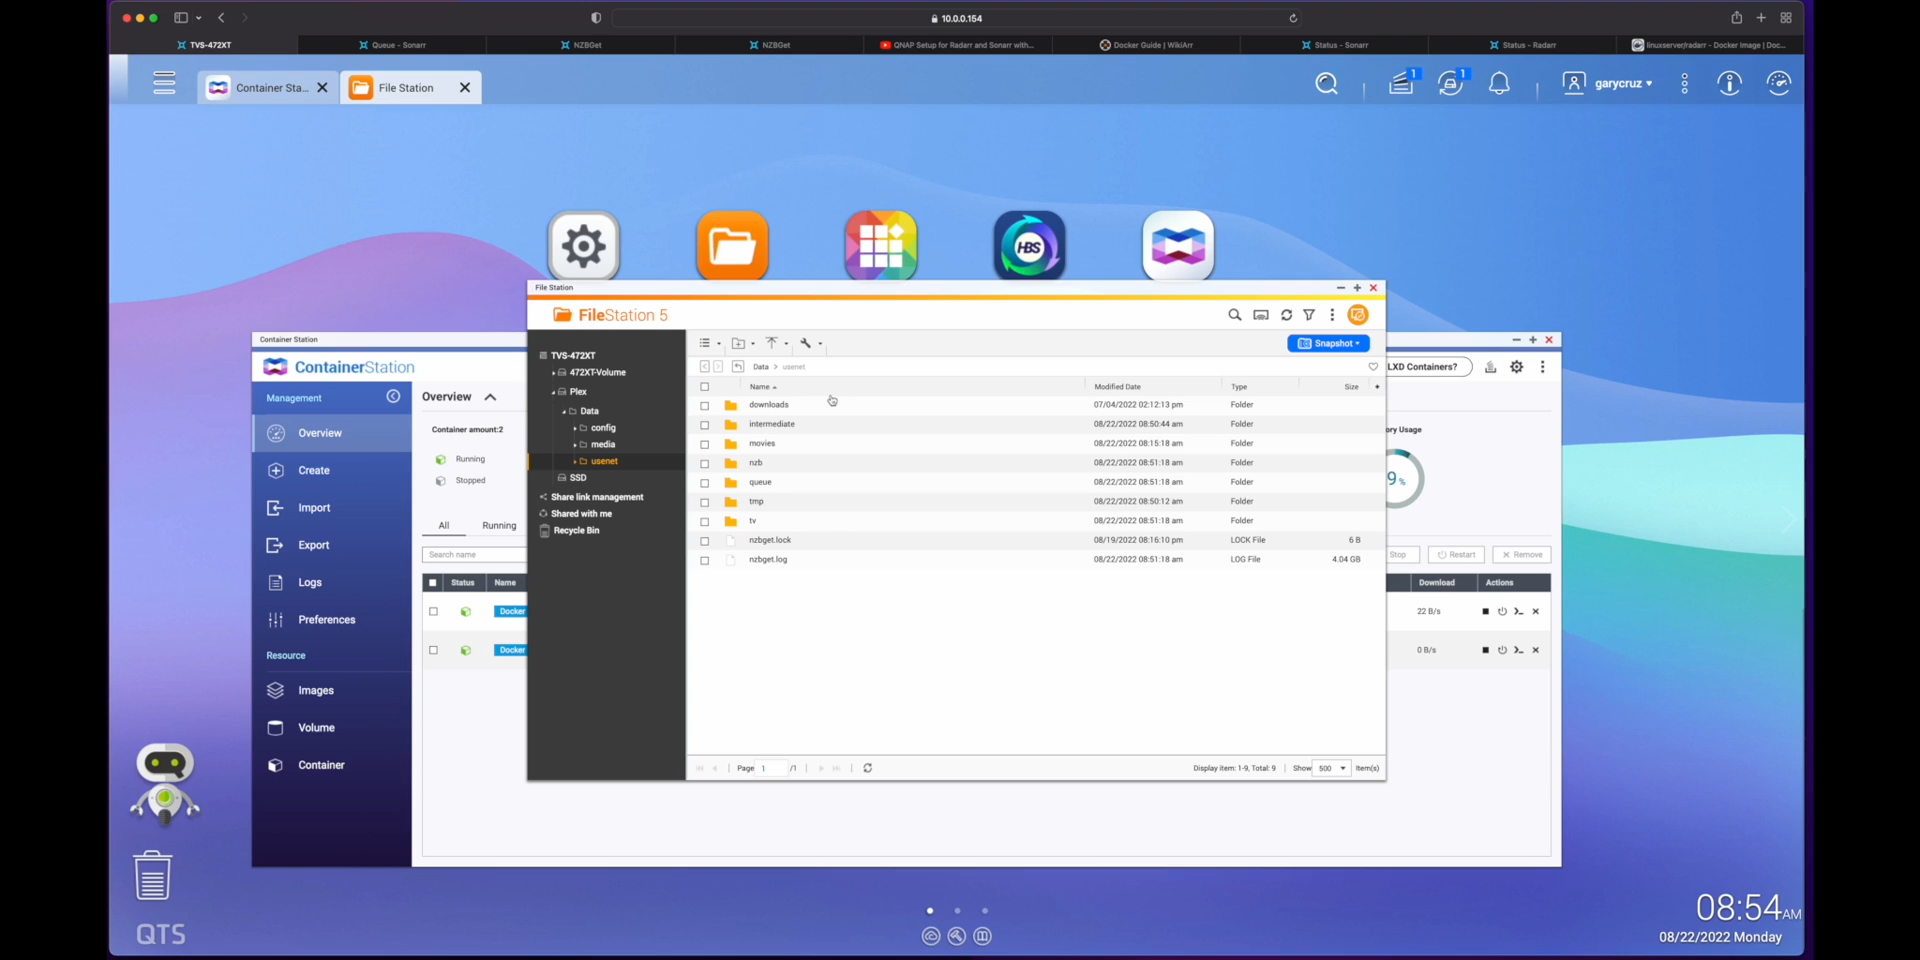 10.0.0.154
TVS-472XT
Queue - Sonarr
NZBGet
NZBGet
QNAP Setup for Radarr and Sonarr with...
Docker Guide | WikiArr
Status - Sonarr
Status - Radarr
linuxserver/radarr - Docker Image | Doc...
Container Sta...
File Station
1
1
garycruz
HBS
File Station
FileStation 5
Snapshot
TVS-472XT
472XT-Volume
Plex
Data
config
media
usenet
SSD
Share link management
Shared with me
Recycle Bin
Data > usenet
Name Modified Date Type Size
downloads 07/04/2022 02:12:13 pm Folder
intermediate 08/22/2022 08:50:44 am Folder
movies 08/22/2022 08:15:18 am Folder
nzb 08/22/2022 08:51:18 am Folder
queue 08/22/2022 08:51:18 am Folder
tmp 08/22/2022 08:50:12 am Folder
tv 08/22/2022 08:51:18 am Folder
nzbget.lock 08/19/2022 08:16:10 pm LOCK File 6 B
nzbget.log 08/22/2022 08:51:18 am LOG File 4.04 GB
Page 1 /1
Display item: 1-9, Total: 9 Show 500 Item(s)
Container Station
ContainerStation
LXD Containers?
Management
Overview
Create
Import
Export
Logs
Preferences
Resource
Images
Volume
Container
Overview
Container amount:2
Running
Stopped
ory Usage
9%
All Running
Search name
Stop Restart Remove
Status Name Download Actions
Docker 22 B/s
Docker 0 B/s
QTS
08:54AM
08/22/2022 Monday